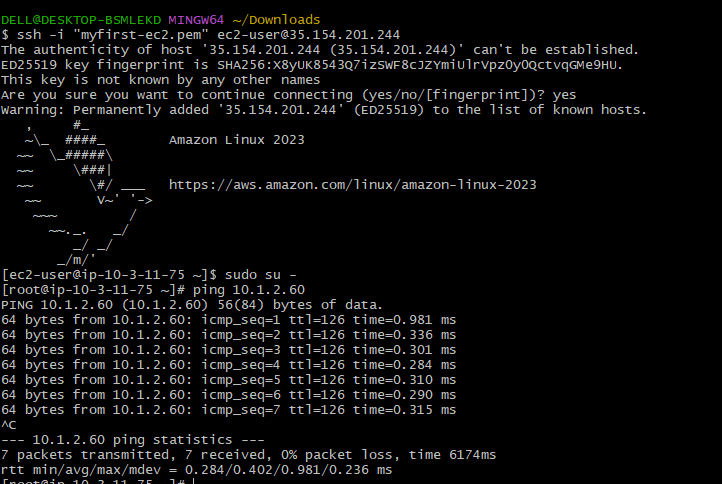 DELL@DESKTOP-BSMLEKD MINGW64 ~/Downloads
$ ssh -i "myfirst-ec2.pem" ec2-user@35.154.201.244
The authenticity of host '35.154.201.244 (35.154.201.244)' can't be established.
ED25519 key fingerprint is SHA256:X8yUK8543Q7izSWF8cJZYmiUlrVpz0yOQctvqGMe9HU.
This key is not known by any other names
Are you sure you want to continue connecting (yes/no/[fingerprint])? yes
Warning: Permanently added '35.154.201.244' (ED25519) to the list of known hosts.
   ,     #_
   ~\_  ####_        Amazon Linux 2023
  ~~  \_#####\
  ~~     \###|
  ~~       \#/ ___   https://aws.amazon.com/linux/amazon-linux-2023
   ~~       V~' '->
    ~~~         /
      ~~._.   _/
         _/ _/
       _/m/'
[ec2-user@ip-10-3-11-75 ~]$ sudo su -
[root@ip-10-3-11-75 ~]# ping 10.1.2.60
PING 10.1.2.60 (10.1.2.60) 56(84) bytes of data.
64 bytes from 10.1.2.60: icmp_seq=1 ttl=126 time=0.981 ms
64 bytes from 10.1.2.60: icmp_seq=2 ttl=126 time=0.336 ms
64 bytes from 10.1.2.60: icmp_seq=3 ttl=126 time=0.301 ms
64 bytes from 10.1.2.60: icmp_seq=4 ttl=126 time=0.284 ms
64 bytes from 10.1.2.60: icmp_seq=5 ttl=126 time=0.310 ms
64 bytes from 10.1.2.60: icmp_seq=6 ttl=126 time=0.290 ms
64 bytes from 10.1.2.60: icmp_seq=7 ttl=126 time=0.315 ms
^C
--- 10.1.2.60 ping statistics ---
7 packets transmitted, 7 received, 0% packet loss, time 6174ms
rtt min/avg/max/mdev = 0.284/0.402/0.981/0.236 ms
[root@ip-10-3-11-75 ~]#